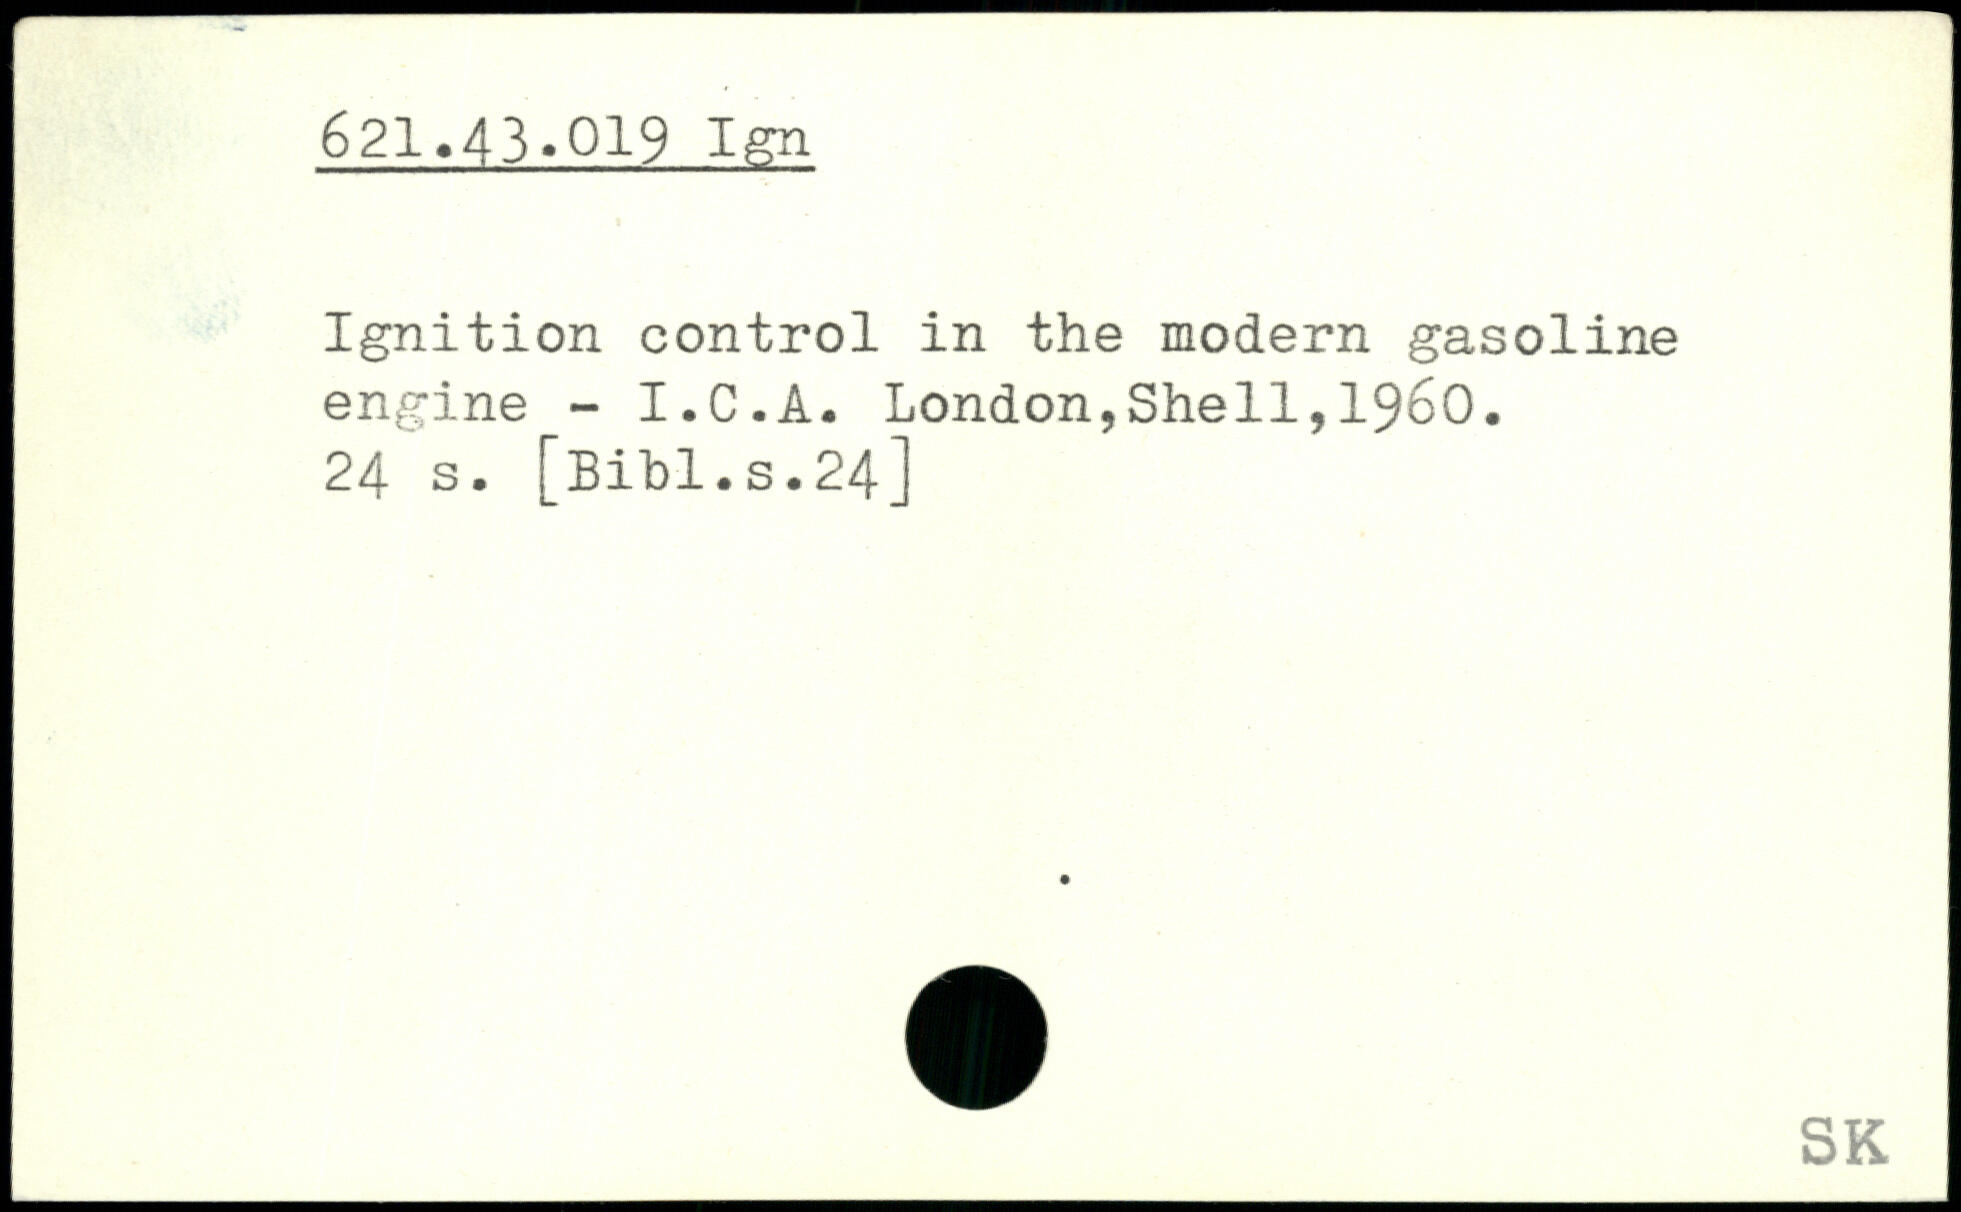 621.43.019 Ign
Ignition control in the modern gasoline
engine - I.C.A. London,Shell,1960.
24 s. [Bibl.s.24]
SK